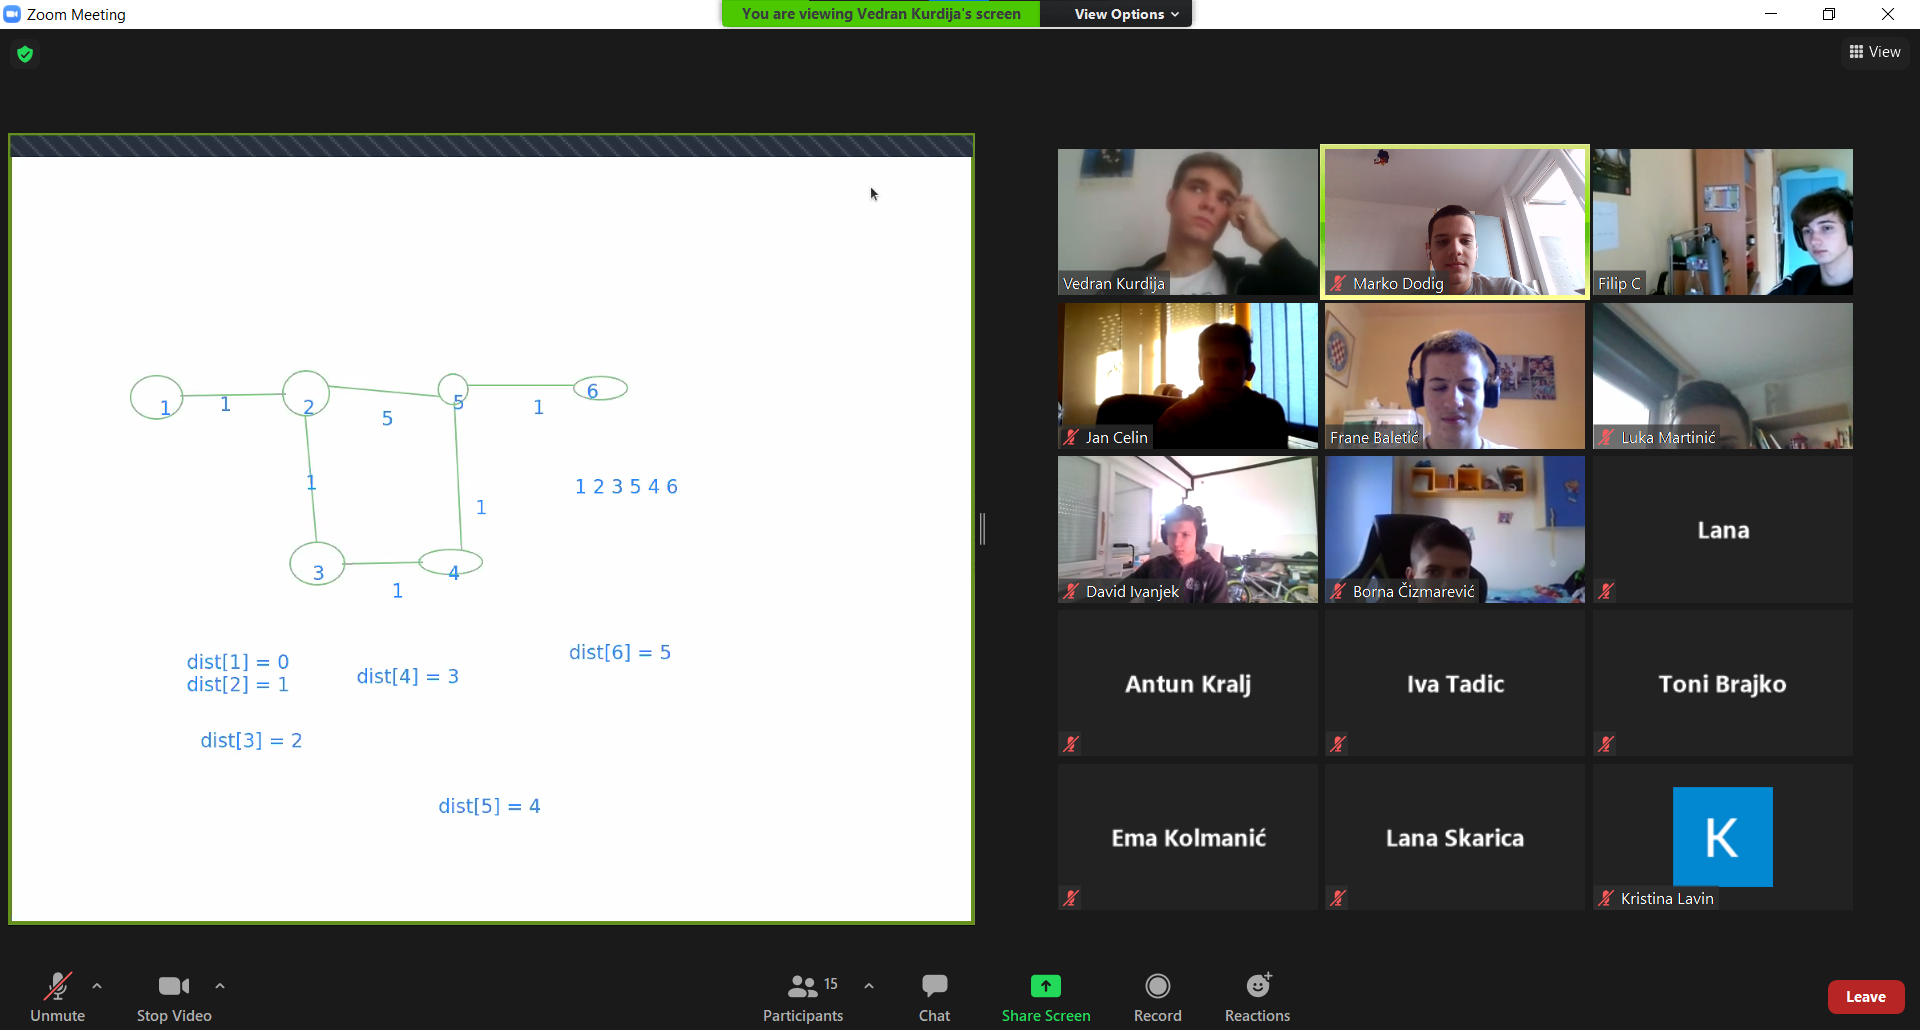 Zoom Meeting
You are viewing Vedran Kurdija's screen
View Options
View
1
1
2
5
5
1
6
1
1
1 2 3 5 4 6
3
1
4
dist[1] = 0
dist[2] = 1
dist[4] = 3
dist[6] = 5
dist[3] = 2
dist[5] = 4
Vedran Kurdija
Marko Dodig
Filip C
Jan Celin
Frane Baletić
Luka Martinić
David Ivanjek
Borna Čizmarević
Lana
Antun Kralj
Iva Tadic
Toni Brajko
Ema Kolmanić
Lana Skarica
K
Kristina Lavin
Unmute
Stop Video
15
Participants
Chat
Share Screen
Record
Reactions
Leave